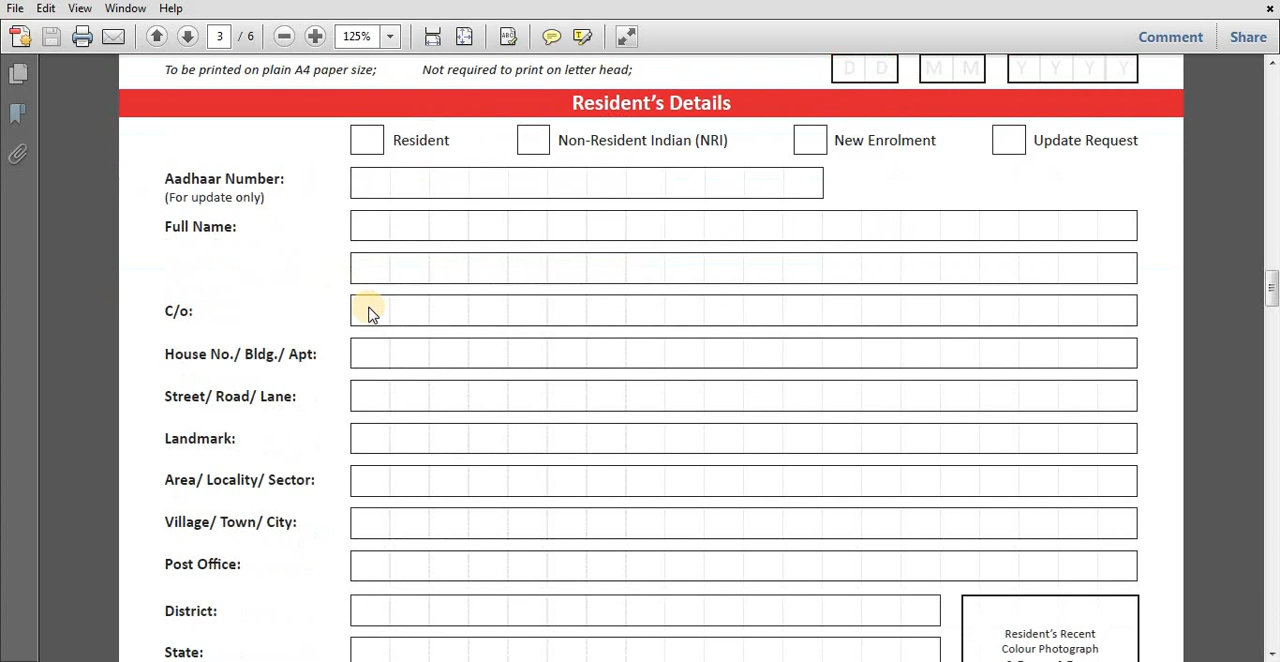 File Edit View Window Help
3 / 6 125% Comment Share
To be printed on plain A4 paper size; Not required to print on letter head; D D M M Y Y Y Y
Resident's Details
Resident Non-Resident Indian (NRI) New Enrolment Update Request
Aadhaar Number:
(For update only)
Full Name:
C/o:
House No./ Bldg./ Apt:
Street/ Road/ Lane:
Landmark:
Area/ Locality/ Sector:
Village/ Town/ City:
Post Office:
District:
State:
Resident's Recent
Colour Photograph